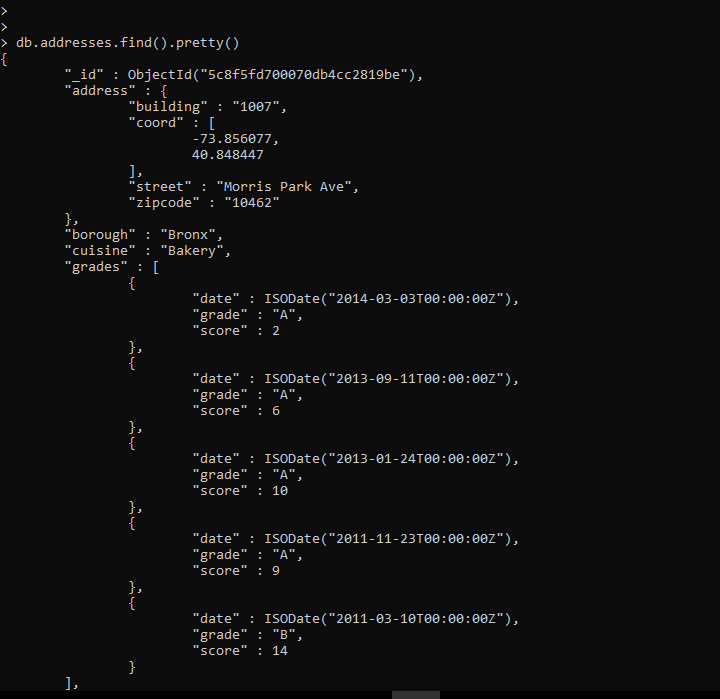 >
>
> db.addresses.find().pretty()
{
        "_id" : ObjectId("5c8f5fd700070db4cc2819be"),
        "address" : {
                "building" : "1007",
                "coord" : [
                        -73.856077,
                        40.848447
                ],
                "street" : "Morris Park Ave",
                "zipcode" : "10462"
        },
        "borough" : "Bronx",
        "cuisine" : "Bakery",
        "grades" : [
                {
                        "date" : ISODate("2014-03-03T00:00:00Z"),
                        "grade" : "A",
                        "score" : 2
                },
                {
                        "date" : ISODate("2013-09-11T00:00:00Z"),
                        "grade" : "A",
                        "score" : 6
                },
                {
                        "date" : ISODate("2013-01-24T00:00:00Z"),
                        "grade" : "A",
                        "score" : 10
                },
                {
                        "date" : ISODate("2011-11-23T00:00:00Z"),
                        "grade" : "A",
                        "score" : 9
                },
                {
                        "date" : ISODate("2011-03-10T00:00:00Z"),
                        "grade" : "B",
                        "score" : 14
                }
        ],